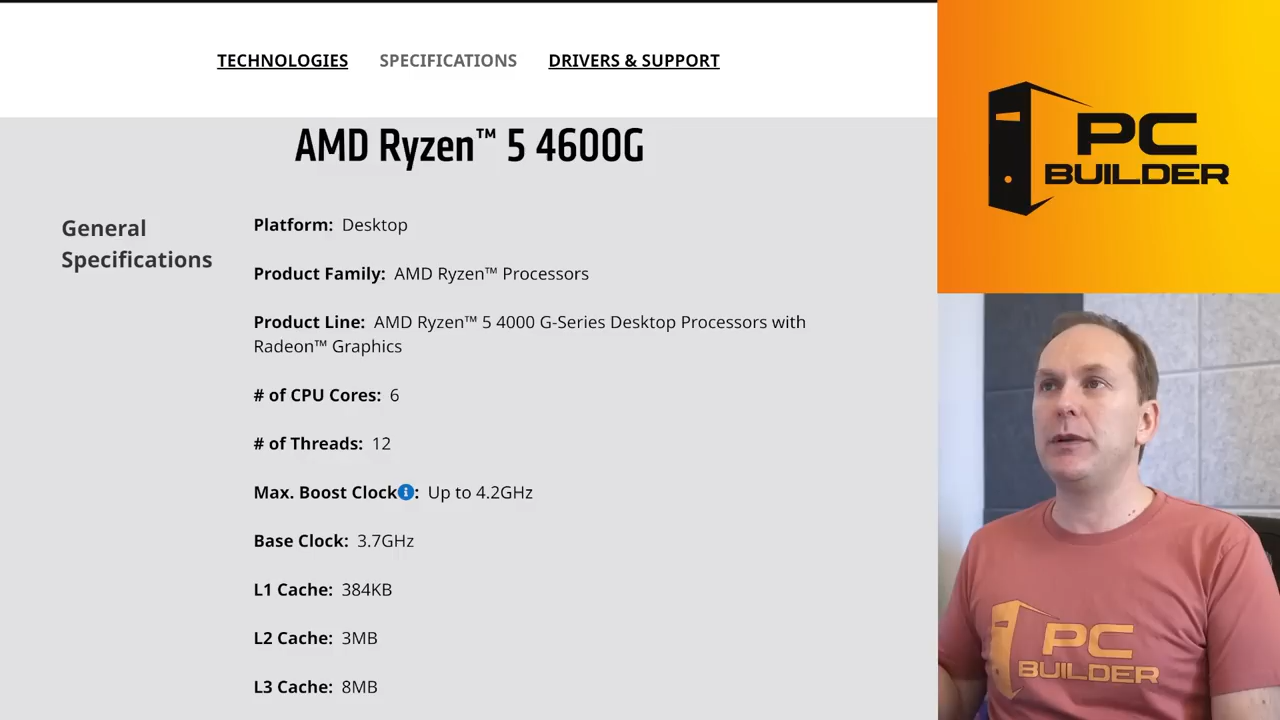 TECHNOLOGIES SPECIFICATIONS DRIVERS & SUPPORT
AMD Ryzen™ 5 4600G
General
Specifications
Platform: Desktop
Product Family: AMD Ryzen™ Processors
Product Line: AMD Ryzen™ 5 4000 G-Series Desktop Processors with
Radeon™ Graphics
# of CPU Cores: 6
# of Threads: 12
Max. Boost Clock i: Up to 4.2GHz
Base Clock: 3.7GHz
L1 Cache: 384KB
L2 Cache: 3MB
L3 Cache: 8MB
PC
BUILDER
PC
BUILDER